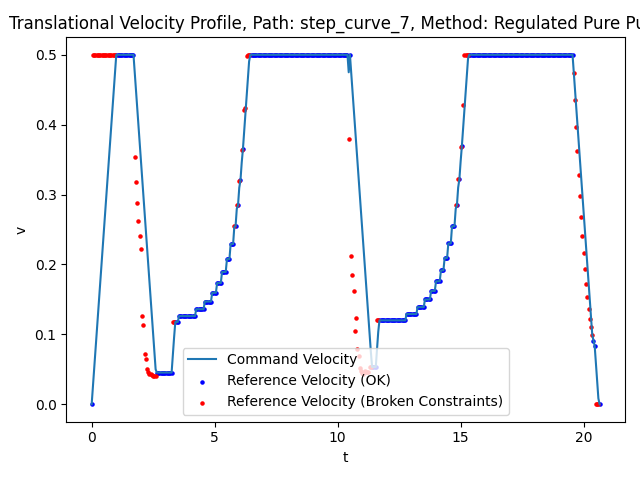 Translational Velocity Profile, Path: step_curve_7, Method: Regulated Pure Pu
0.5
0.4
0.3
0.2
0.1
0.0
v
Command Velocity
Reference Velocity (OK)
Reference Velocity (Broken Constraints)
0
5
10
15
20
t